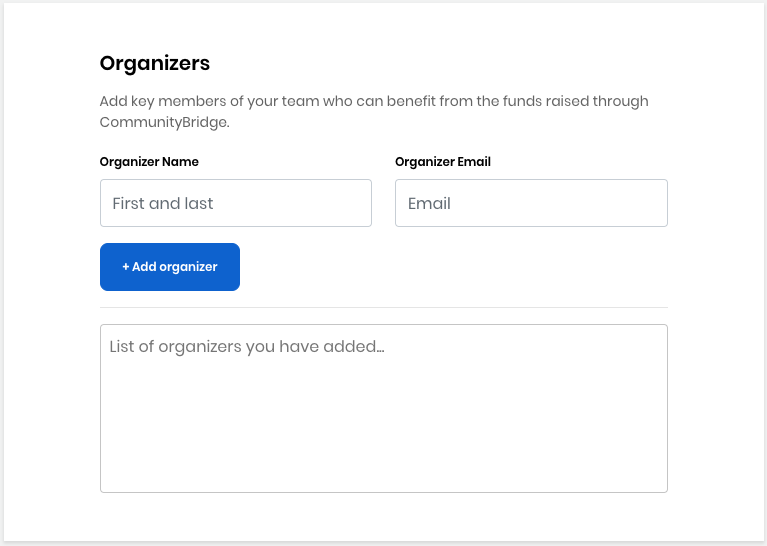 Organizers
Add key members of your team who can benefit from the funds raised through
CommunityBridge.
Organizer Name
Organizer Email
First and last
Email
+ Add organizer
List of organizers you have added...